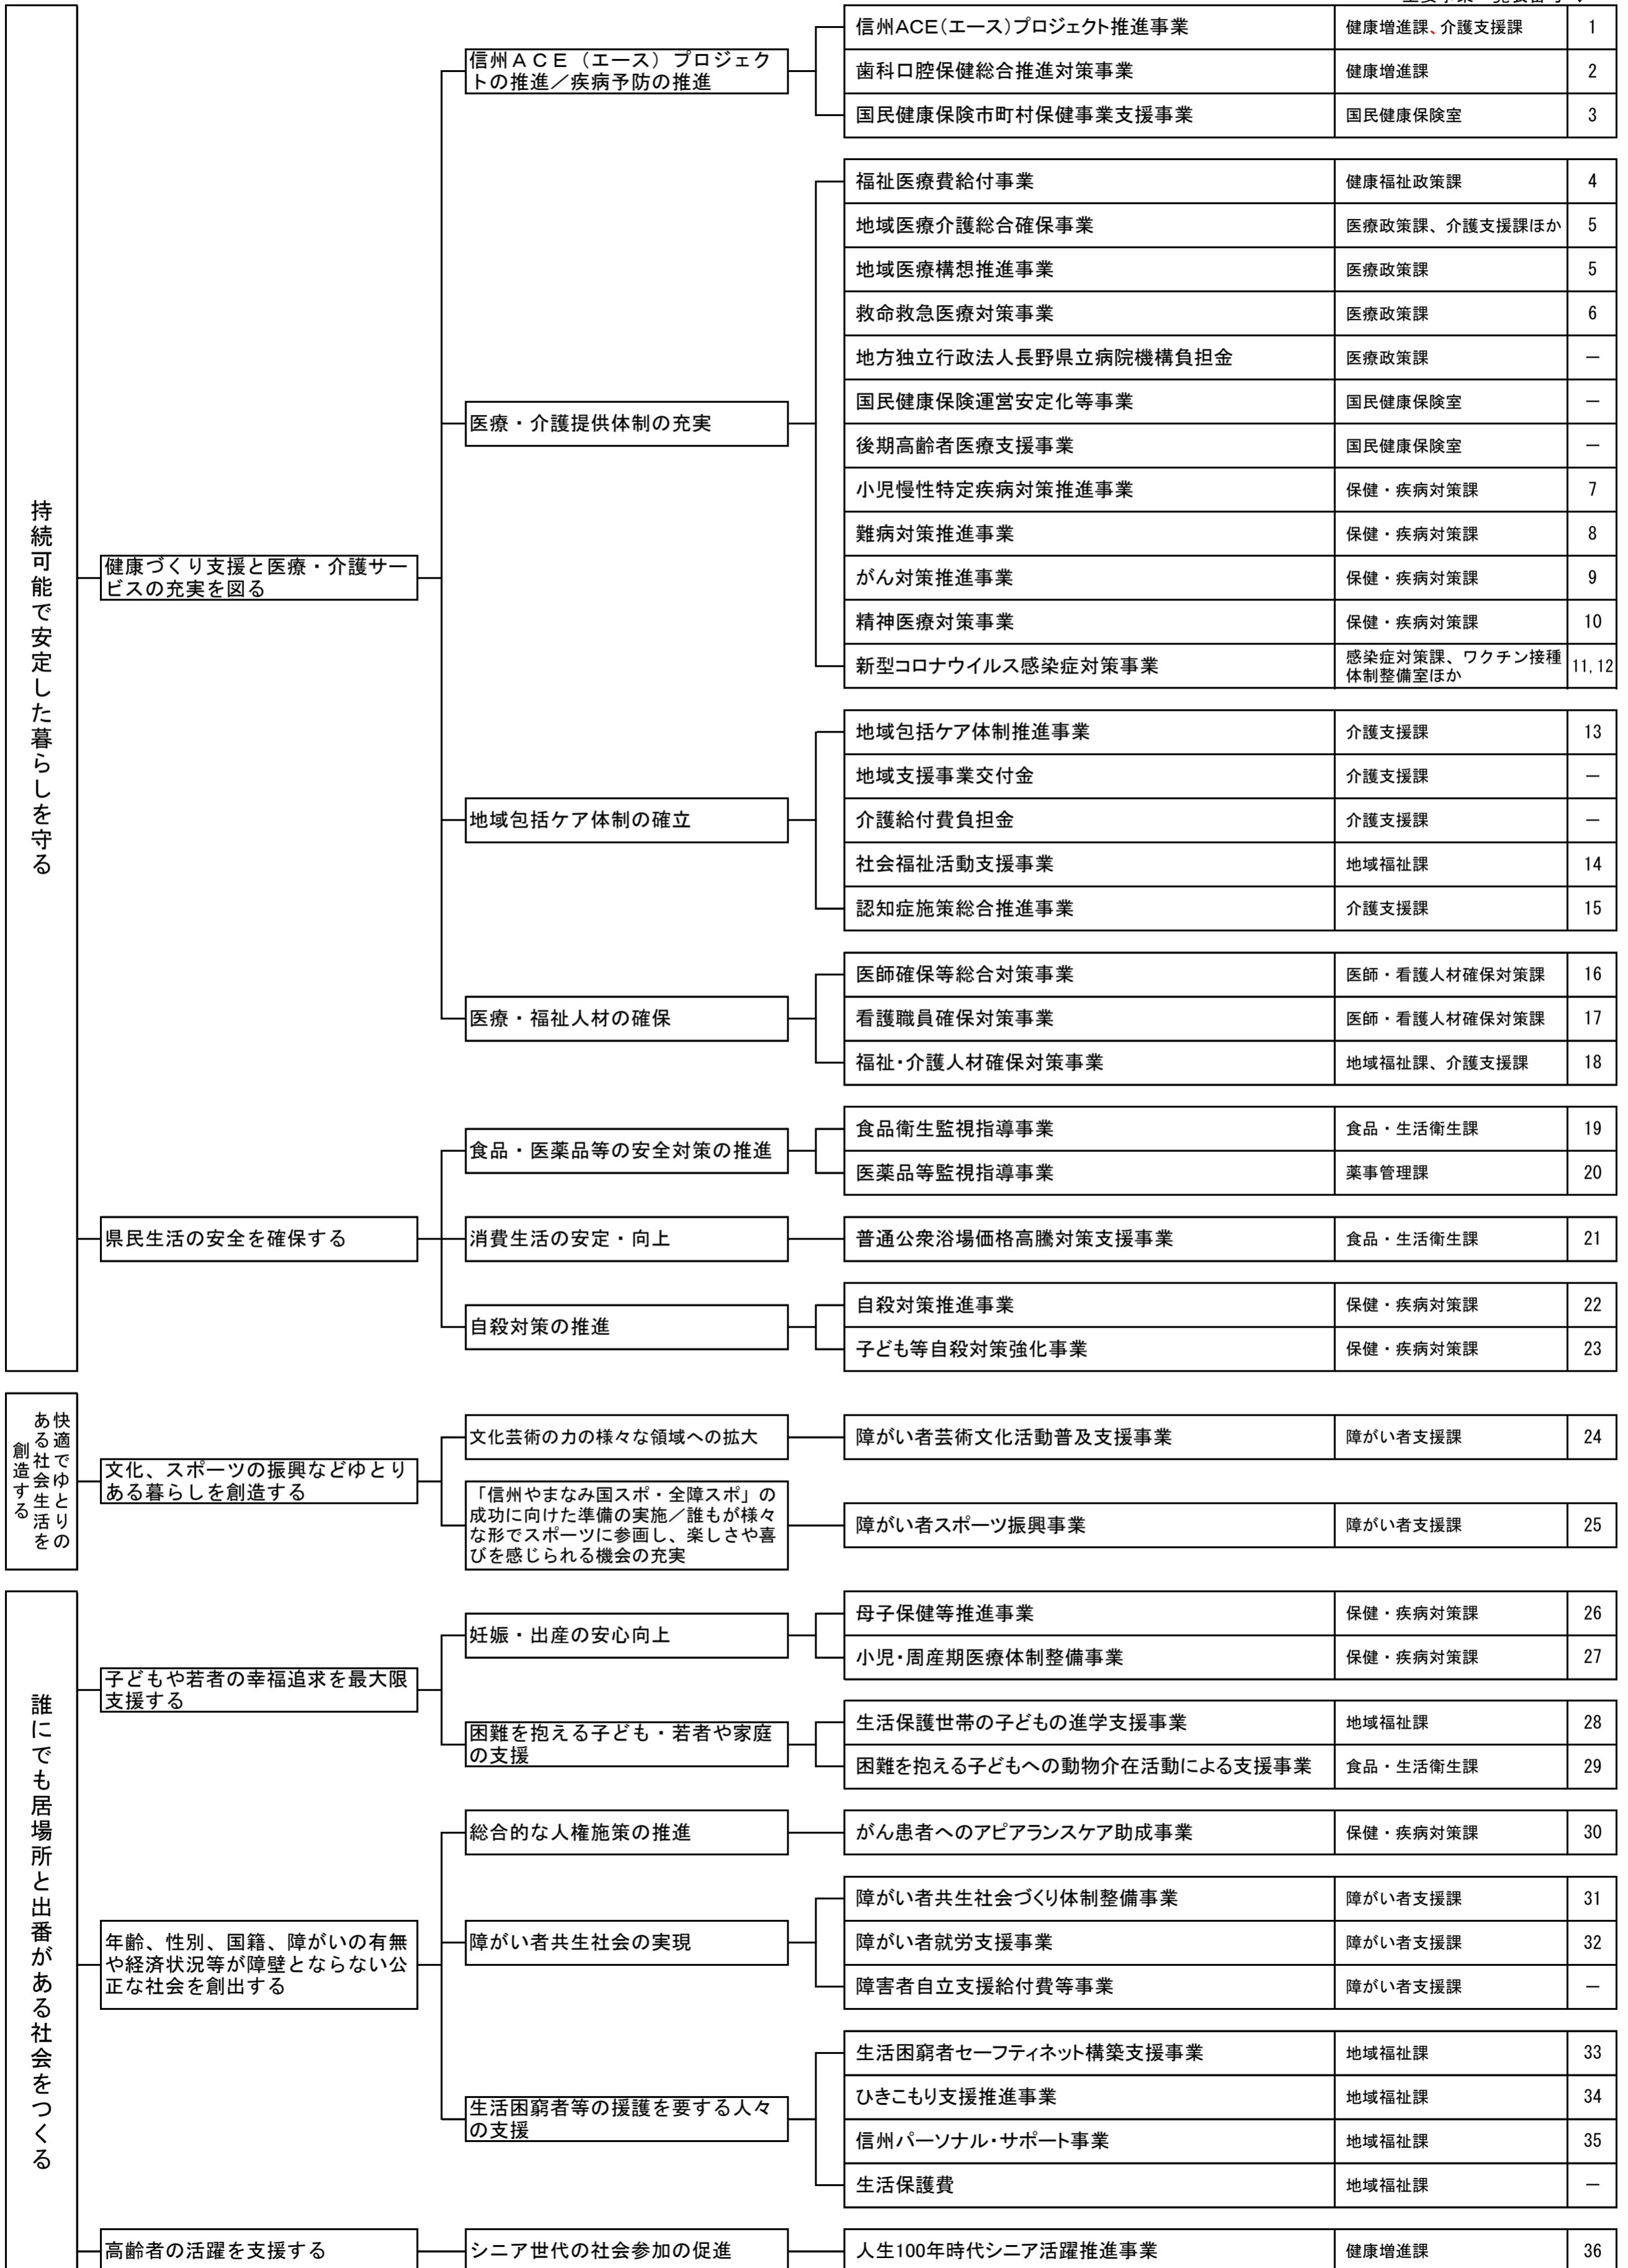 持続可能で安定した暮らしを守る
健康づくり支援と医療・介護サー
ビスの充実を図る
信州ＡＣＥ（エース）プロジェク
トの推進／疾病予防の推進
信州ACE(エース)プロジェクト推進事業 健康増進課、介護支援課 1
歯科口腔保健総合推進対策事業 健康増進課 2
国民健康保険市町村保健事業支援事業 国民健康保険室 3
医療・介護提供体制の充実
福祉医療費給付事業 健康福祉政策課 4
地域医療介護総合確保事業 医療政策課、介護支援課ほか 5
地域医療構想推進事業 医療政策課 5
救命救急医療対策事業 医療政策課 6
地方独立行政法人長野県立病院機構負担金 医療政策課 －
国民健康保険運営安定化等事業 国民健康保険室 －
後期高齢者医療支援事業 国民健康保険室 －
小児慢性特定疾病対策推進事業 保健・疾病対策課 7
難病対策推進事業 保健・疾病対策課 8
がん対策推進事業 保健・疾病対策課 9
精神医療対策事業 保健・疾病対策課 10
新型コロナウイルス感染症対策事業 感染症対策課、ワクチン接種
体制整備室ほか 11,12
地域包括ケア体制の確立
地域包括ケア体制推進事業 介護支援課 13
地域支援事業交付金 介護支援課 －
介護給付費負担金 介護支援課 －
社会福祉活動支援事業 地域福祉課 14
認知症施策総合推進事業 介護支援課 15
医療・福祉人材の確保
医師確保等総合対策事業 医師・看護人材確保対策課 16
看護職員確保対策事業 医師・看護人材確保対策課 17
福祉・介護人材確保対策事業 地域福祉課、介護支援課 18
県民生活の安全を確保する
食品・医薬品等の安全対策の推進
食品衛生監視指導事業 食品・生活衛生課 19
医薬品等監視指導事業 薬事管理課 20
消費生活の安定・向上
普通公衆浴場価格高騰対策支援事業 食品・生活衛生課 21
自殺対策の推進
自殺対策推進事業 保健・疾病対策課 22
子ども等自殺対策強化事業 保健・疾病対策課 23
快適でゆとりの
ある社会生活を
創造する
文化、スポーツの振興などゆとり
ある暮らしを創造する
文化芸術の力の様々な領域への拡大
障がい者芸術文化活動普及支援事業 障がい者支援課 24
「信州やまなみ国スポ・全障スポ」の
成功に向けた準備の実施／誰もが様々
な形でスポーツに参画し、楽しさや喜
びを感じられる機会の充実
障がい者スポーツ振興事業 障がい者支援課 25
誰にでも居場所と出番がある社会をつくる
子どもや若者の幸福追求を最大限
支援する
妊娠・出産の安心向上
母子保健等推進事業 保健・疾病対策課 26
小児・周産期医療体制整備事業 保健・疾病対策課 27
困難を抱える子ども・若者や家庭
の支援
生活保護世帯の子どもの進学支援事業 地域福祉課 28
困難を抱える子どもへの動物介在活動による支援事業 食品・生活衛生課 29
年齢、性別、国籍、障がいの有無
や経済状況等が障壁とならない公
正な社会を創出する
総合的な人権施策の推進
がん患者へのアピアランスケア助成事業 保健・疾病対策課 30
障がい者共生社会の実現
障がい者共生社会づくり体制整備事業 障がい者支援課 31
障がい者就労支援事業 障がい者支援課 32
障害者自立支援給付費等事業 障がい者支援課 －
生活困窮者等の援護を要する人々
の支援
生活困窮者セーフティネット構築支援事業 地域福祉課 33
ひきこもり支援推進事業 地域福祉課 34
信州パーソナル・サポート事業 地域福祉課 35
生活保護費 地域福祉課 －
高齢者の活躍を支援する
シニア世代の社会参加の促進
人生100年時代シニア活躍推進事業 健康増進課 36